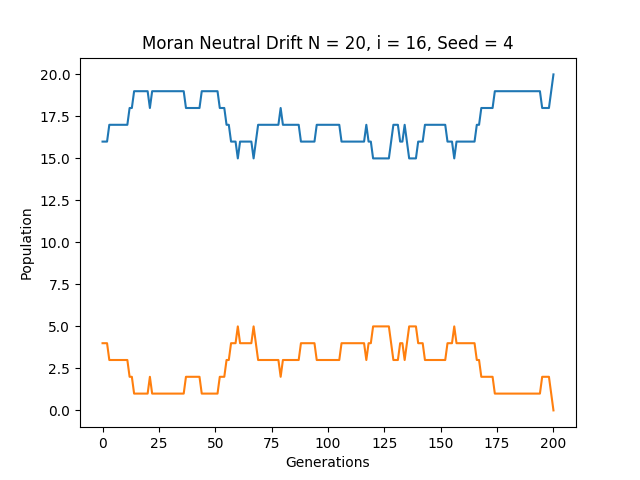 Moran Neutral Drift N = 20, i = 16, Seed = 4
20.0
17.5
15.0
12.5
10.0
7.5
5.0
2.5
0.0
Population
0 25 50 75 100 125 150 175 200
Generations